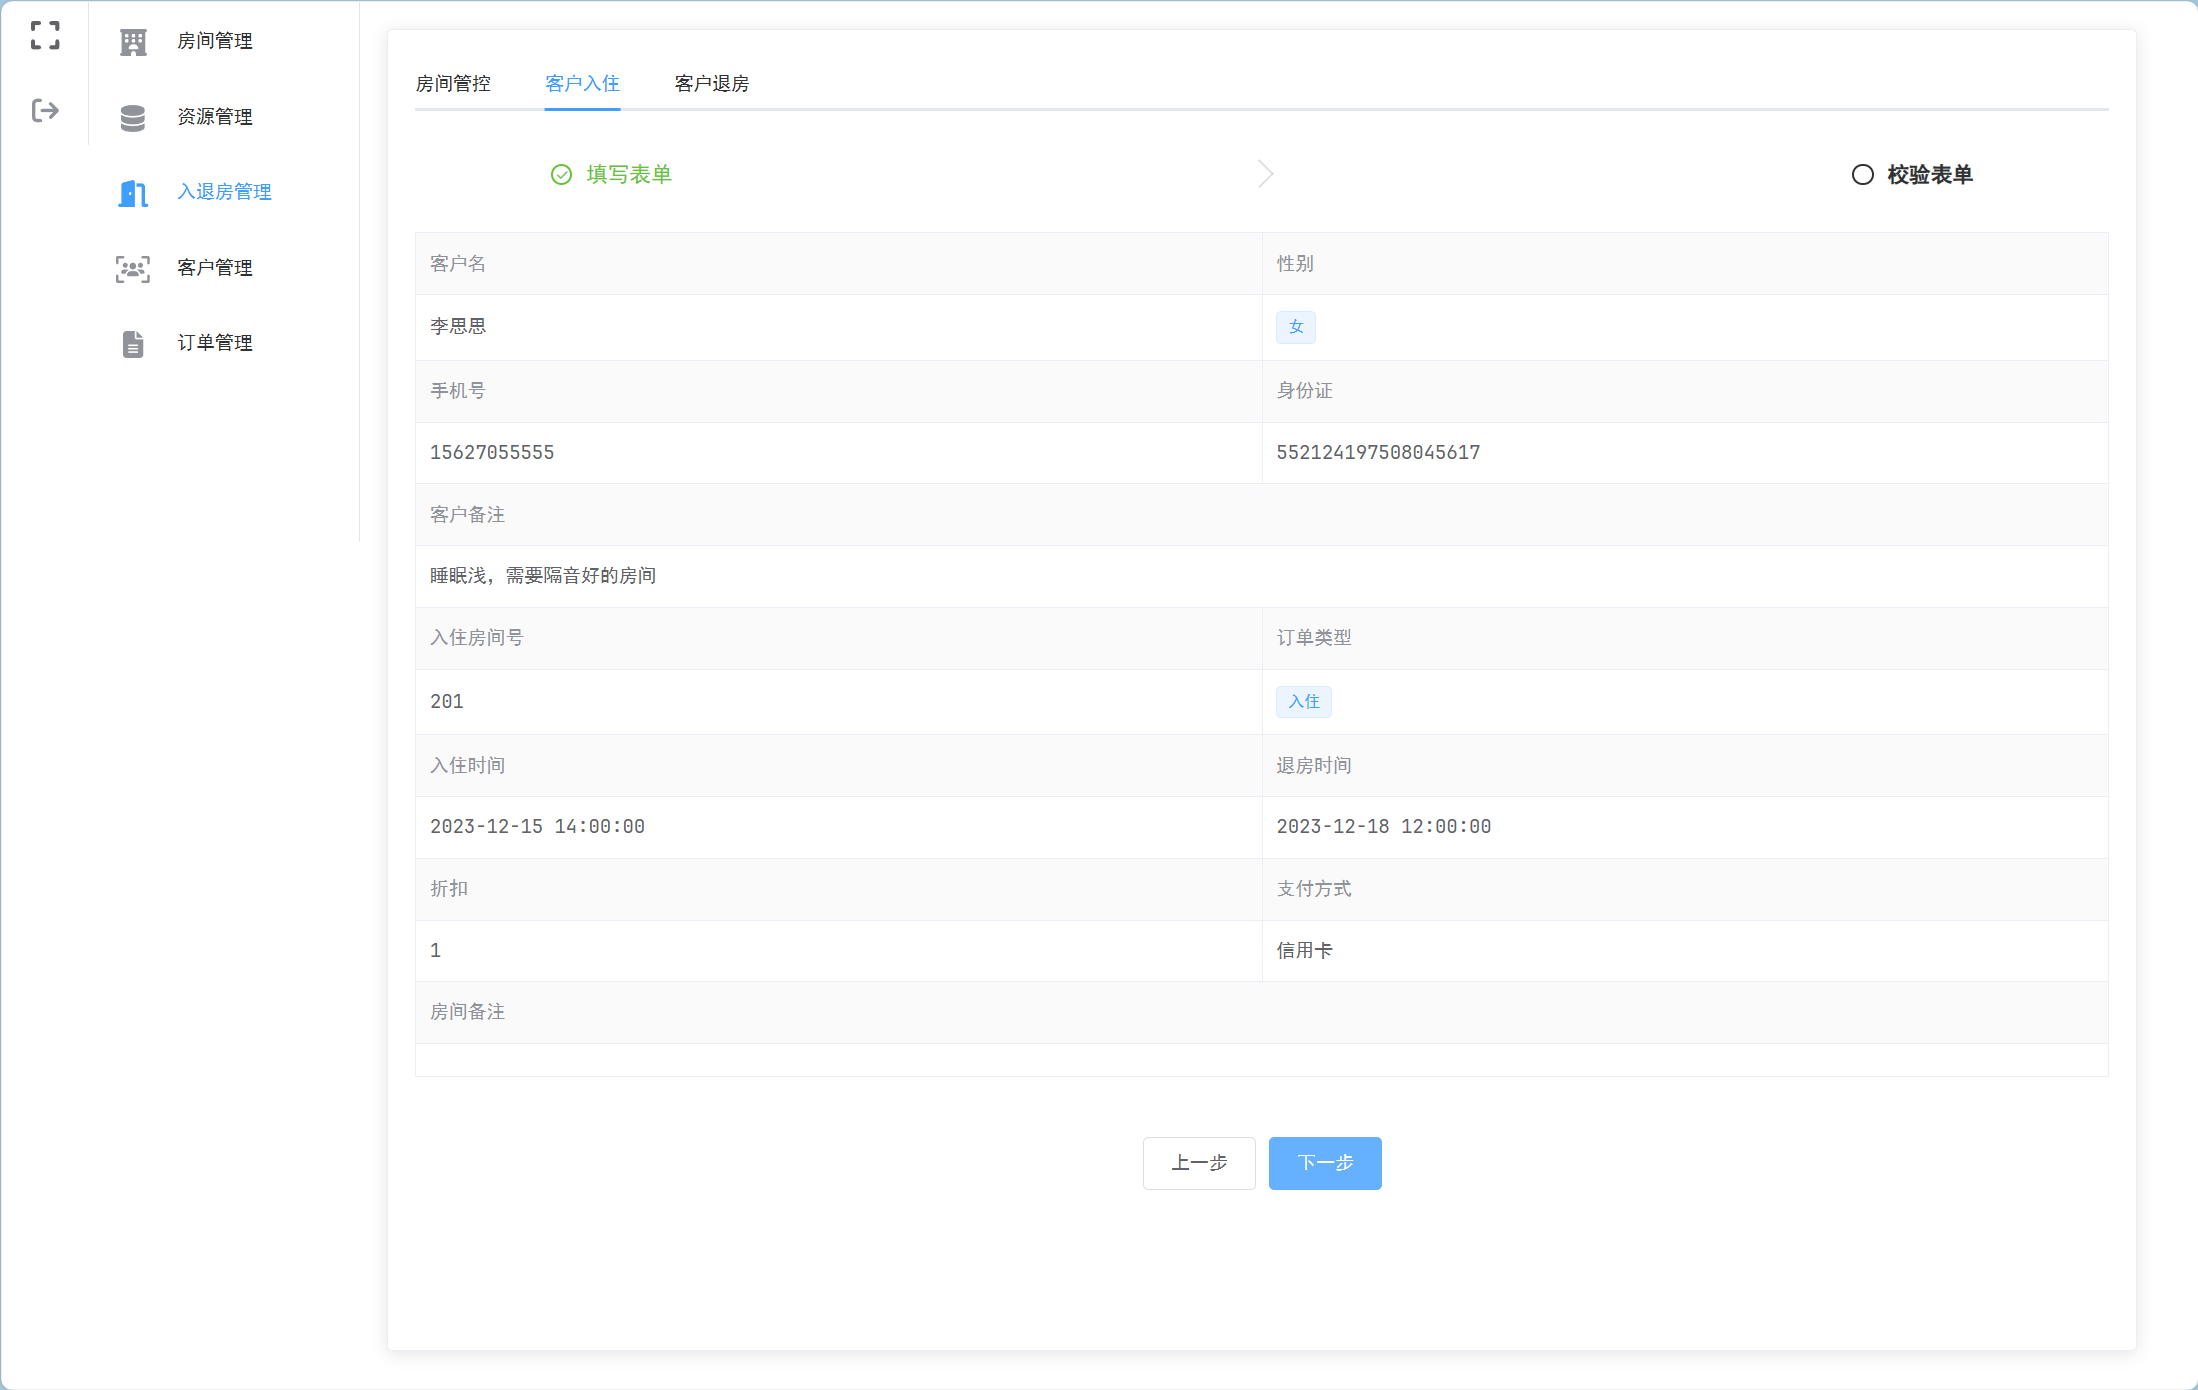 房间管理
资源管理
入退房管理
客户管理
订单管理
房间管控 客户入住 客户退房
填写表单 校验表单
客户名 性别
李思思 女
手机号 身份证
15627055555 552124197508045617
客户备注
睡眠浅，需要隔音好的房间
入住房间号 订单类型
201 入住
入住时间 退房时间
2023-12-15 14:00:00 2023-12-18 12:00:00
折扣 支付方式
1 信用卡
房间备注
上一步 下一步